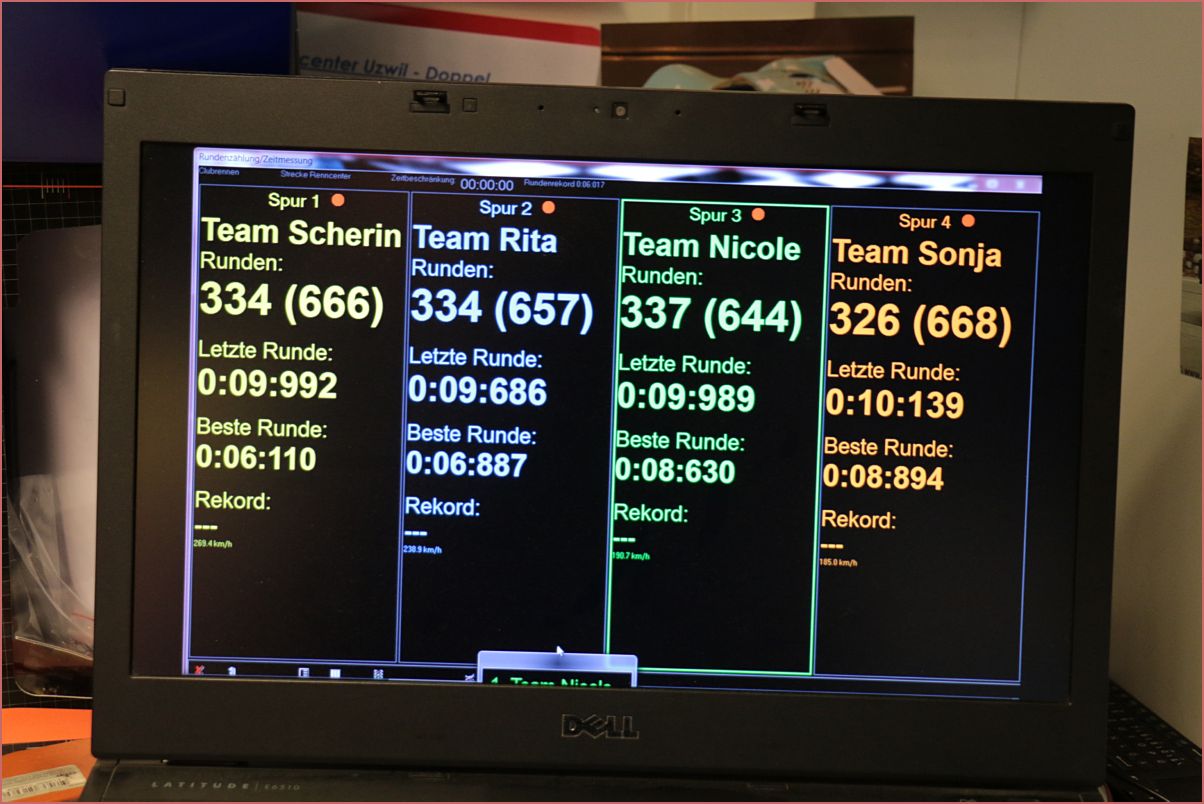 center Uzwil - Doppel
Rundenzählung/Zeitmessung
Clubrennen Strecke Renncenter Zeitbeschränkung: 00:00:00 Rundenrekord 0:06:017
Spur 1
Team Scherin
Runden:
334 (666)
Letzte Runde:
0:09:992
Beste Runde:
0:06:110
Rekord:
---
269.4 km/h
Spur 2
Team Rita
Runden:
334 (657)
Letzte Runde:
0:09:686
Beste Runde:
0:06:887
Rekord:
---
238.9 km/h
Spur 3
Team Nicole
Runden:
337 (644)
Letzte Runde:
0:09:989
Beste Runde:
0:08:630
Rekord:
---
190.7 km/h
Spur 4
Team Sonja
Runden:
326 (668)
Letzte Runde:
0:10:139
Beste Runde:
0:08:894
Rekord:
---
185.0 km/h
1. Team Nicole
DELL
LATITUDE E6510